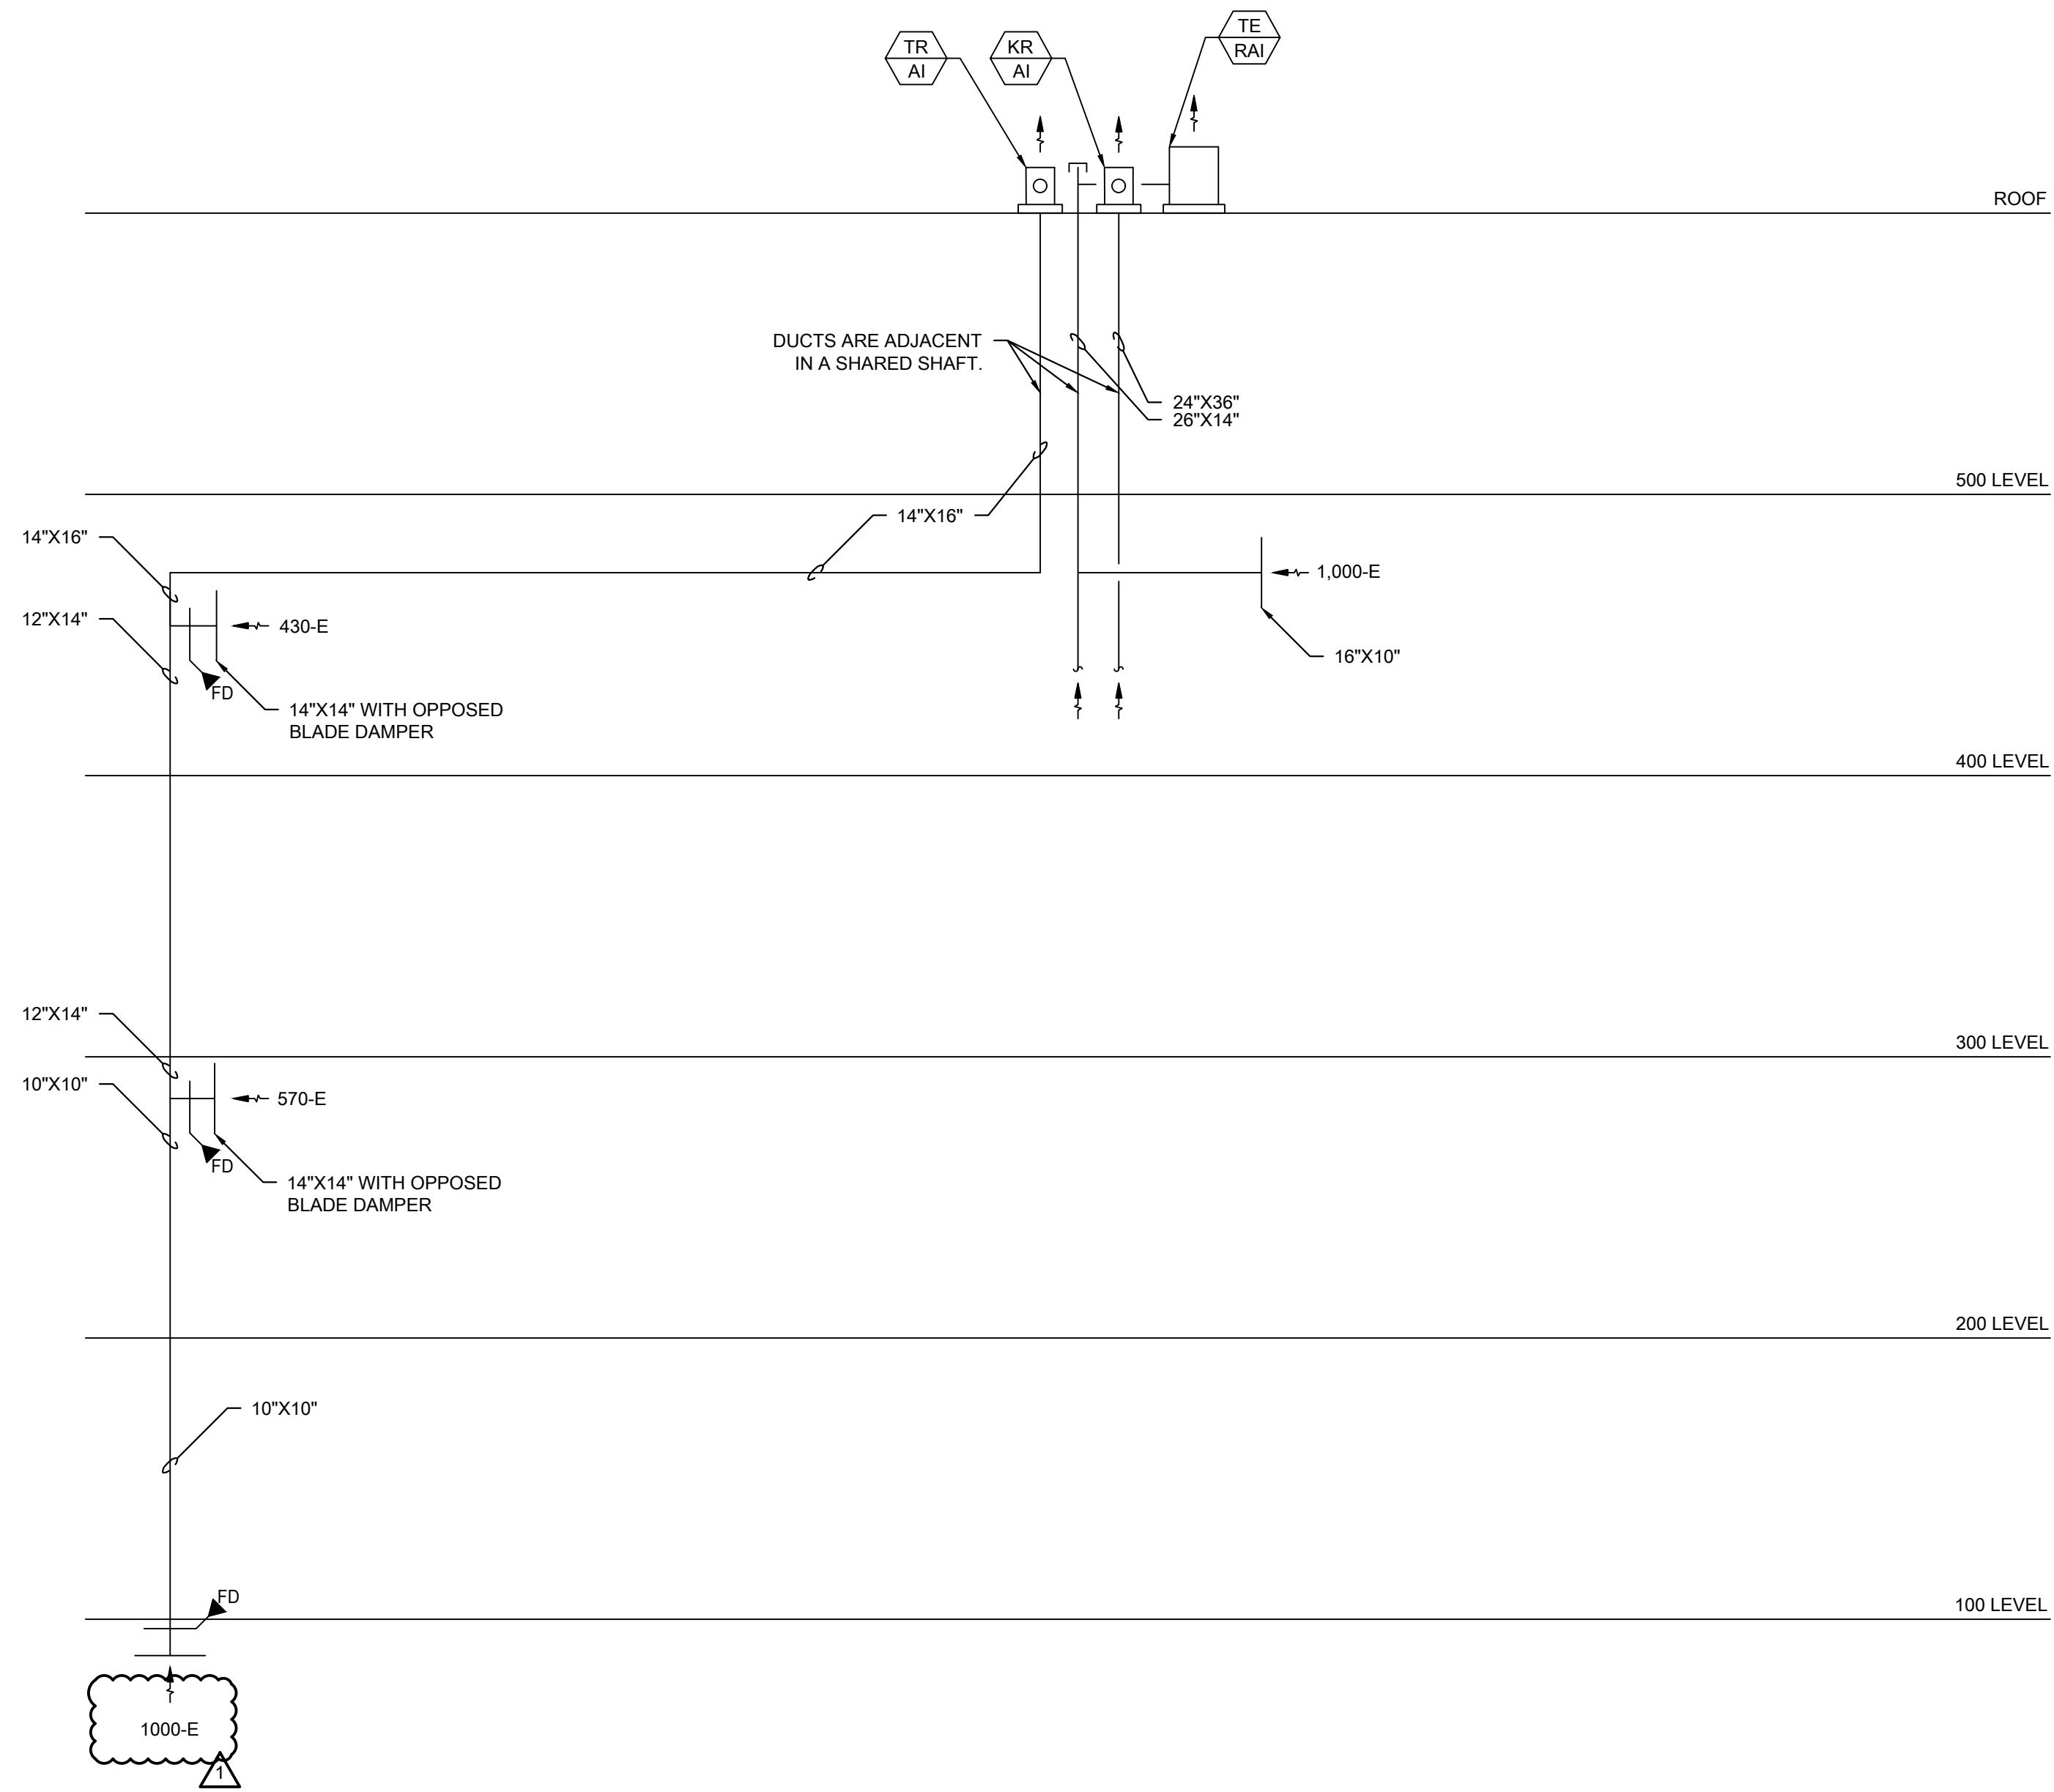 TE
RAI
TR
AI
KR
AI
ROOF
DUCTS ARE ADJACENT
IN A SHARED SHAFT.
24"X36"
26"X14"
500 LEVEL
14"X16"
14"X16"
1,000-E
12"X14"
430-E
16"X10"
FD
14"X14" WITH OPPOSED
BLADE DAMPER
400 LEVEL
12"X14"
300 LEVEL
10"X10"
570-E
FD
14"X14" WITH OPPOSED
BLADE DAMPER
200 LEVEL
10"X10"
FD
100 LEVEL
1000-E
1